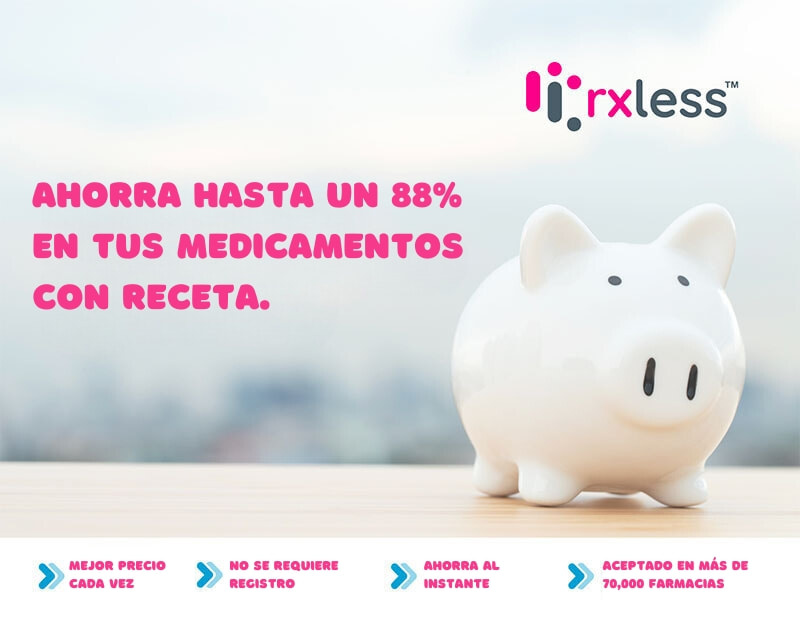 rxless™
AHORRA HASTA UN 88%
EN TUS MEDICAMENTOS
CON RECETA.
MEJOR PRECIO
CADA VEZ
NO SE REQUIERE
REGISTRO
AHORRA AL
INSTANTE
ACEPTADO EN MÁS DE
70,000 FARMACIAS